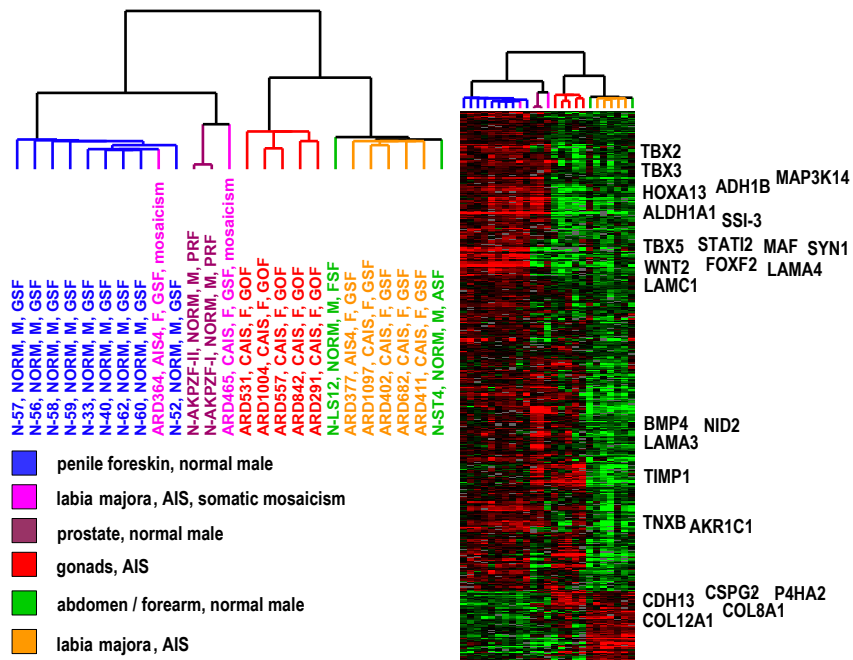 N-57, NORM, M, GSF
N-56, NORM, M, GSF
N-58, NORM, M, GSF
N-59, NORM, M, GSF
N-33, NORM, M, GSF
N-40, NORM, M, GSF
N-62, NORM, M, GSF
N-60, NORM, M, GSF
ARD364, AIS4, F, GSF, mosaicism
N-52, NORM, M, GSF
N-AKPZF-II, NORM, M, PRF
N-AKPZF-I, NORM, M, PRF
ARD465, CAIS, F, GSF, mosaicism
ARD531, CAIS, F, GOF
ARD1004, CAIS, F, GOF
ARD557, CAIS, F, GOF
ARD842, CAIS, F, GOF
ARD291, CAIS, F, GOF
N-LS12, NORM, M, FSF
ARD377, AIS4, F, GSF
ARD1097, CAIS, F, GSF
ARD402, CAIS, F, GSF
ARD682, CAIS, F, GSF
ARD411, CAIS, F, GSF
N-ST4, NORM, M, ASF
penile foreskin, normal male
labia majora, AIS, somatic mosaicism
prostate, normal male
gonads, AIS
abdomen / forearm, normal male
labia majora, AIS
TBX2
TBX3
HOXA13 ADH1B MAP3K14
ALDH1A1 SSI-3
TBX5 STATI2 MAF SYN1
WNT2 FOXF2 LAMA4
LAMC1
BMP4 NID2
LAMA3
TIMP1
TNXB AKR1C1
CDH13 CSPG2 P4HA2
COL12A1 COL8A1